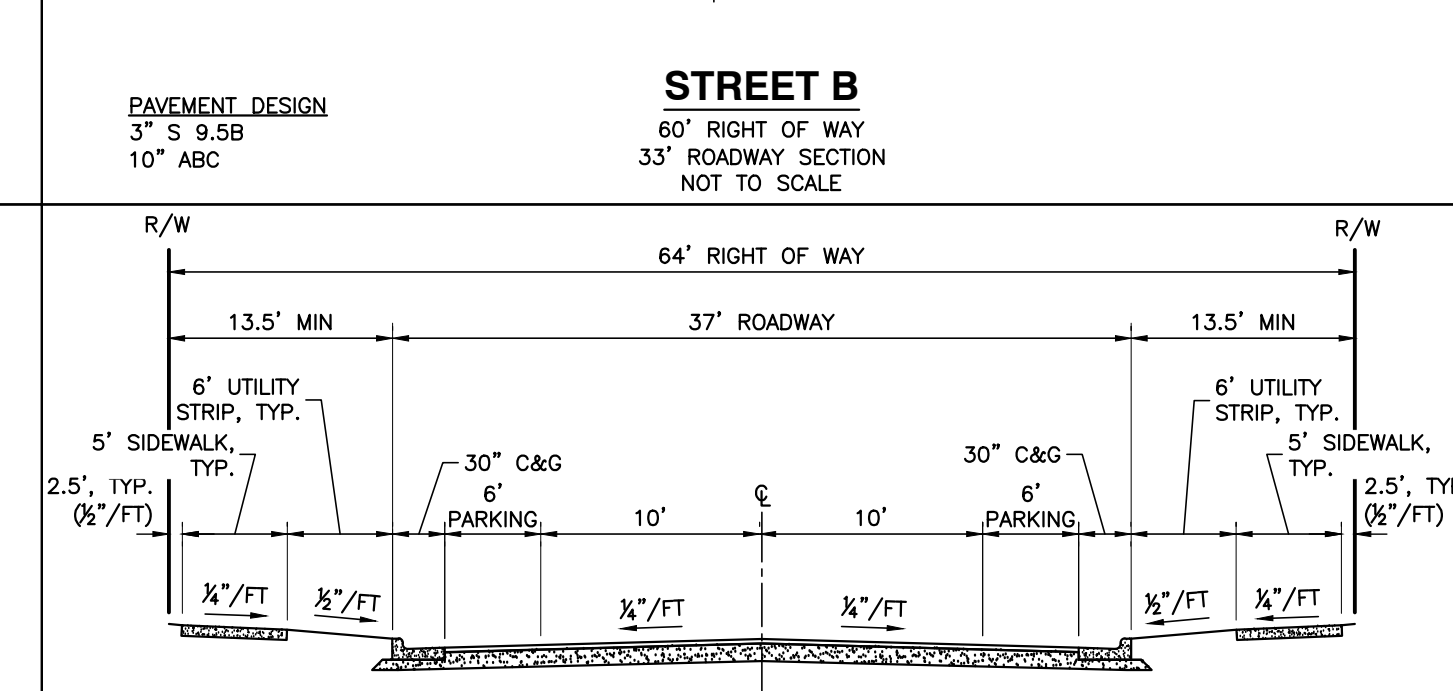 PAVEMENT DESIGN
3" S 9.5B
10" ABC
STREET B
60' RIGHT OF WAY
33' ROADWAY SECTION
NOT TO SCALE
R/W
R/W
64' RIGHT OF WAY
13.5' MIN
37' ROADWAY
13.5' MIN
6' UTILITY
STRIP, TYP.
6' UTILITY
STRIP, TYP.
5' SIDEWALK,
TYP.
5' SIDEWALK,
TYP.
30" C&G
30" C&G
2.5', TYP.
(½"/FT)
6'
PARKING
10'
℄
10'
6'
PARKING
2.5', TY
(½"/FT)
¼"/FT
½"/FT
¼"/FT
¼"/FT
½"/FT
¼"/FT